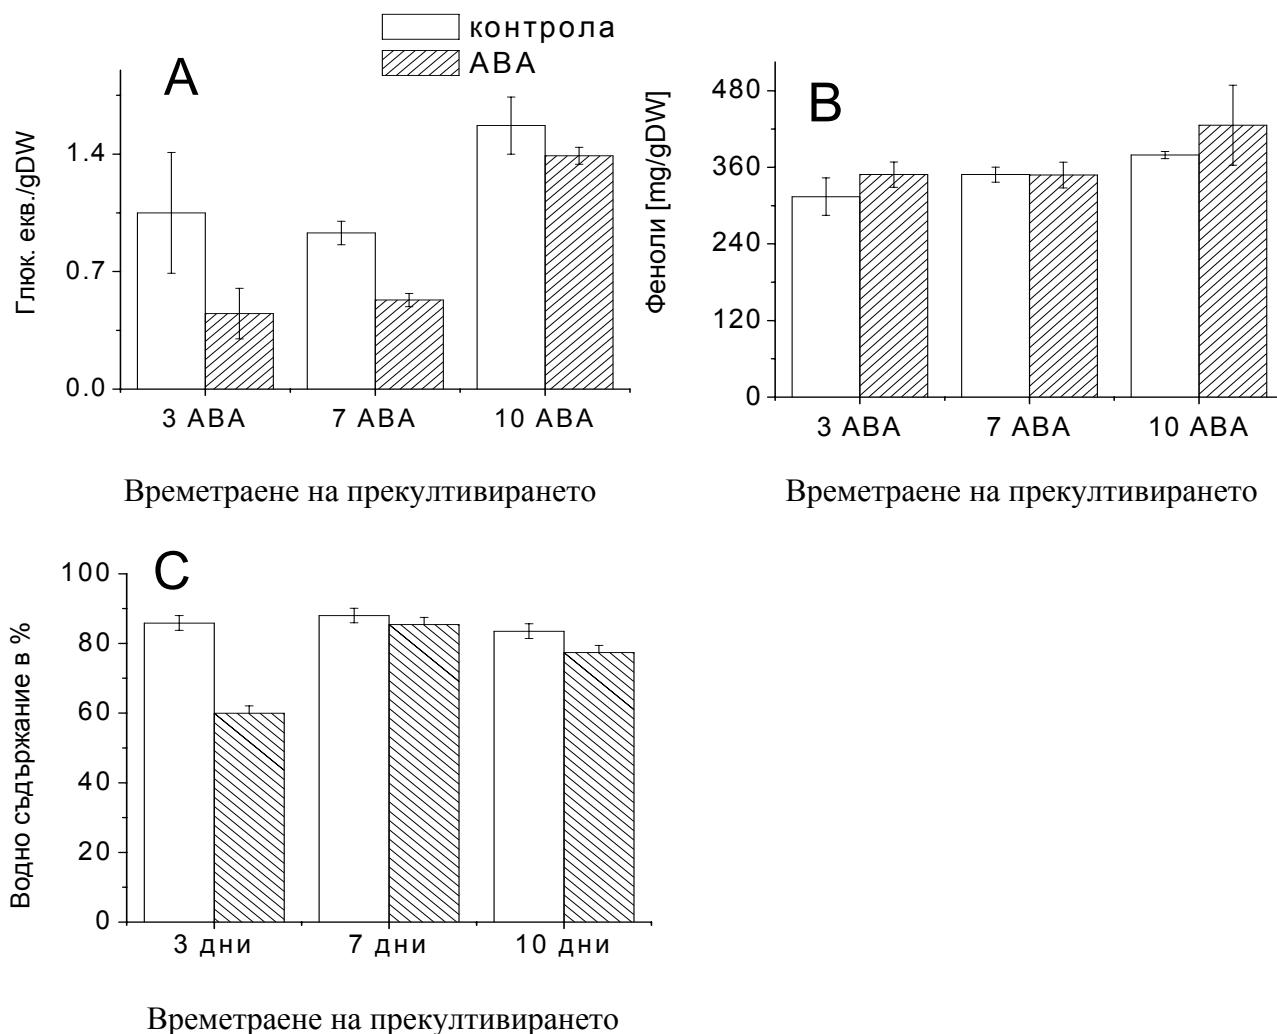 контрола
ABA
A
Глюк. екв./gDW
1.4
0.7
0.0
3 ABA 7 ABA 10 ABA
Времетраене на прекултивирането
B
Феноли [mg/gDW]
480
360
240
120
0
3 ABA 7 ABA 10 ABA
Времетраене на прекултивирането
C
Водно съдържание в %
100
80
60
40
20
0
3 дни 7 дни 10 дни
Времетраене на прекултивирането